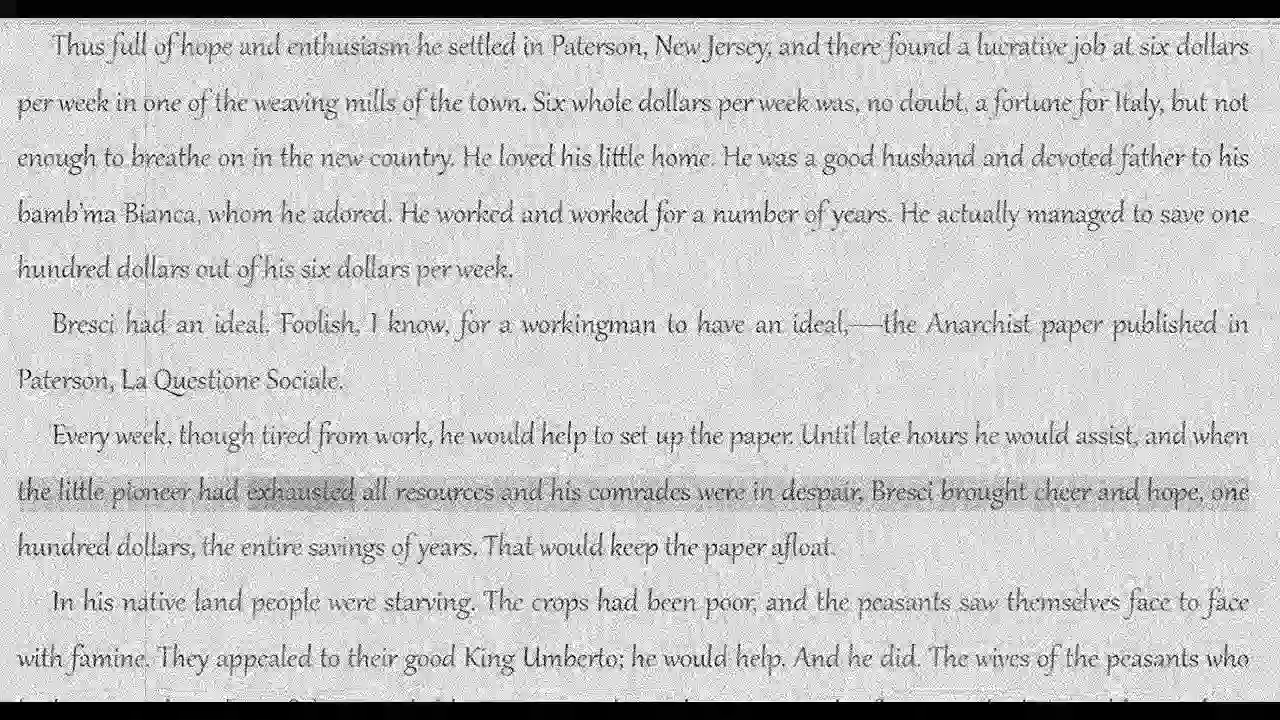 Thus full of hope and enthusiasm he settled in Paterson, New Jersey, and there found a lucrative job at six dollars
per week in one of the weaving mills of the town. Six whole dollars per week was, no doubt, a fortune for Italy, but not
enough to breathe on in the new country. He loved his little home. He was a good husband and devoted father to his
bamb'ma Bianca, whom he adored. He worked and worked for a number of years. He actually managed to save one
hundred dollars out of his six dollars per week.
Bresci had an ideal. Foolish, I know, for a workingman to have an ideal,—the Anarchist paper published in
Paterson, La Questione Sociale.
Every week, though tired from work, he would help to set up the paper. Until late hours he would assist, and when
the little pioneer had exhausted all resources and his comrades were in despair, Bresci brought cheer and hope, one
hundred dollars, the entire savings of years. That would keep the paper afloat.
In his native land people were starving. The crops had been poor, and the peasants saw themselves face to face
with famine. They appealed to their good King Umberto; he would help. And he did. The wives of the peasants who